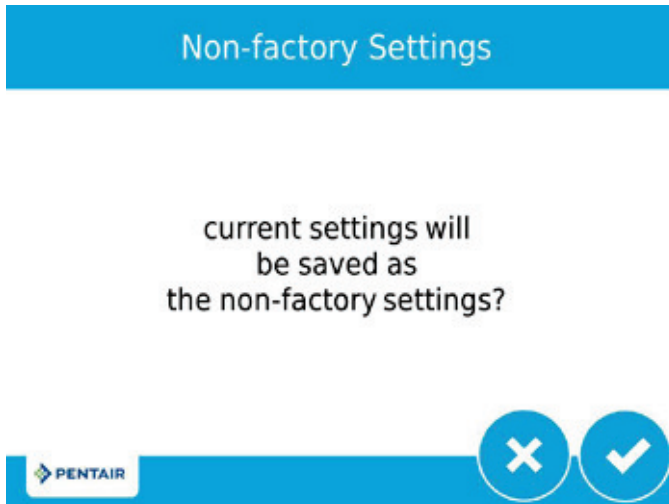 Non-factory Settings
current settings will
be saved as
the non-factory settings?
PENTAIR